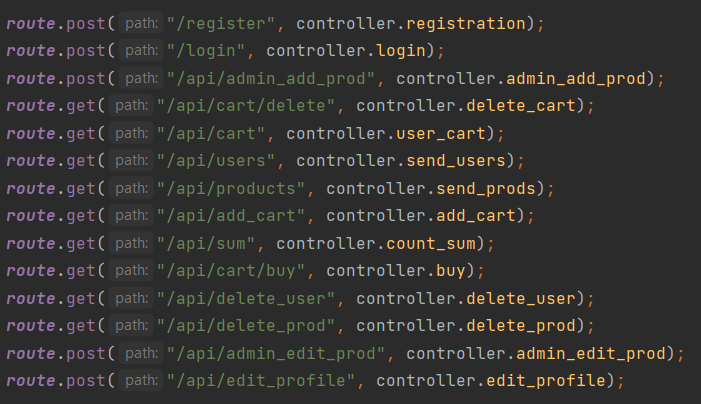 route.post( path: "/register", controller.registration);
route.post( path: "/login", controller.login);
route.post( path: "/api/admin_add_prod", controller.admin_add_prod);
route.get( path: "/api/cart/delete", controller.delete_cart);
route.get( path: "/api/cart", controller.user_cart);
route.get( path: "/api/users", controller.send_users);
route.get( path: "/api/products", controller.send_prods);
route.get( path: "/api/add_cart", controller.add_cart);
route.get( path: "/api/sum", controller.count_sum);
route.get( path: "/api/cart/buy", controller.buy);
route.get( path: "/api/delete_user", controller.delete_user);
route.get( path: "/api/delete_prod", controller.delete_prod);
route.post( path: "/api/admin_edit_prod", controller.admin_edit_prod);
route.post( path: "/api/edit_profile", controller.edit_profile);